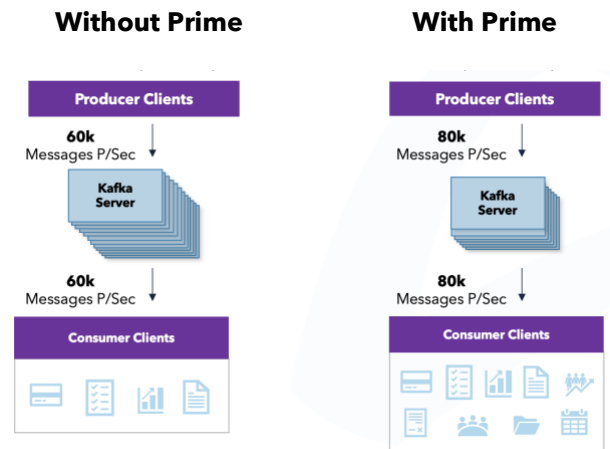 Without Prime
With Prime
Producer Clients
Producer Clients
60k
Messages P/Sec
80k
Messages P/Sec
Kafka
Server
Kafka
Server
60k
Messages P/Sec
80k
Messages P/Sec
Consumer Clients
Consumer Clients